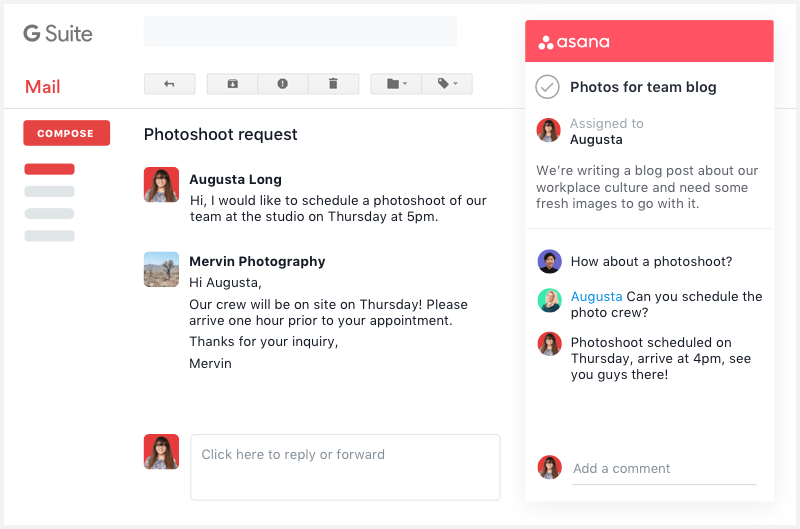 G Suite
Mail
COMPOSE
Photoshoot request
Augusta Long
Hi, I would like to schedule a photoshoot of our
team at the studio on Thursday at 5pm.
Mervin Photography
Hi Augusta,
Our crew will be on site on Thursday! Please
arrive one hour prior to your appointment.
Thanks for your inquiry,
Mervin
Click here to reply or forward
asana
Photos for team blog
Assigned to
Augusta
We're writing a blog post about our
workplace culture and need some
fresh images to go with it.
How about a photoshoot?
Augusta Can you schedule the
photo crew?
Photoshoot scheduled on
Thursday, arrive at 4pm, see
you guys there!
Add a comment